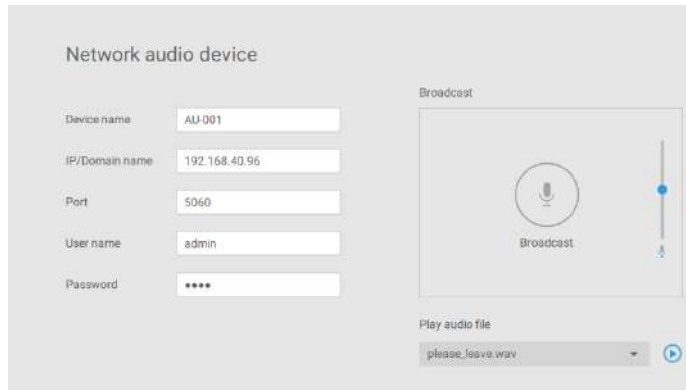 Network audio device
Device name
AU-001
IP/Domain name
192.168.40.96
Port
5060
User name
admin
Password
••••
Broadcast
Broadcast
Play audio file
please_leave.wav